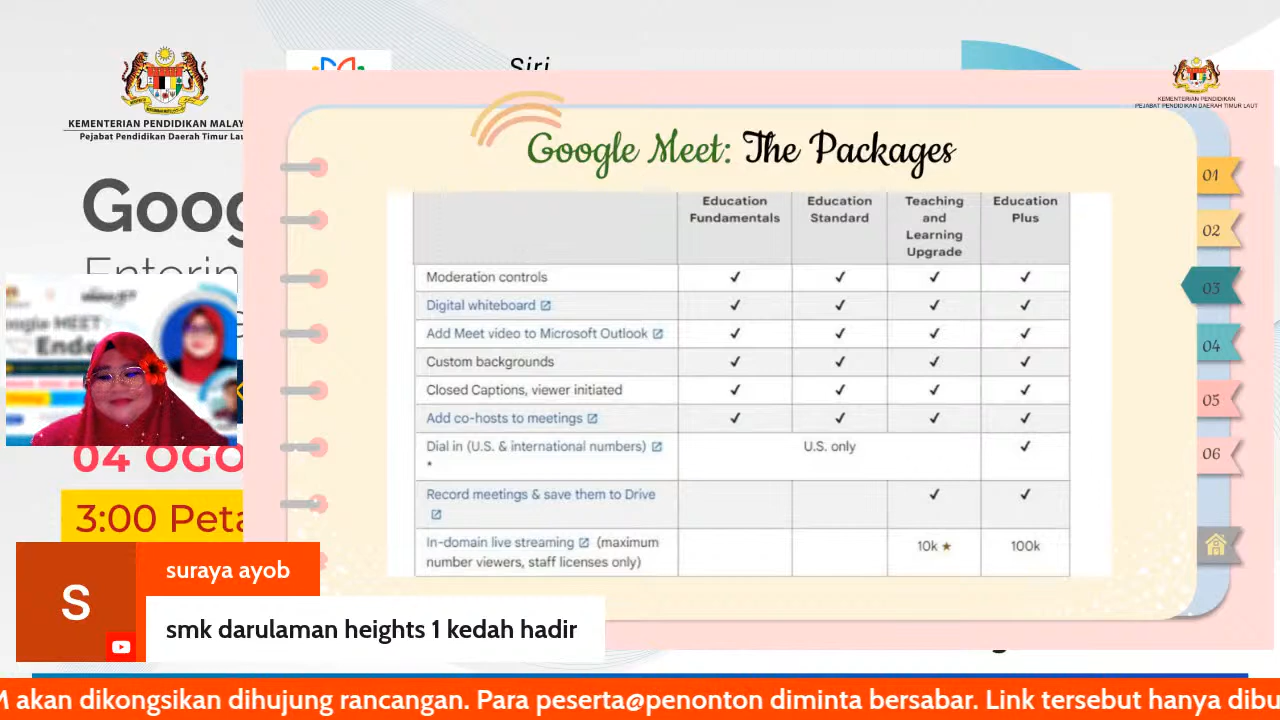 Siri
KEMENTERIAN PENDIDIKAN MALAY
Pejabat Pendidikan Daerah Timur Lau
KEMENTERIAN PENDIDIKAN
PEJABAT PENDIDIKAN DAERAH TIMUR LAUT
Goog
Enterin
04 OGO
3:00 Peta
Google Meet: The Packages
Education Fundamentals
Education Standard
Teaching and Learning Upgrade
Education Plus
Moderation controls ✓ ✓ ✓ ✓
Digital whiteboard ✓ ✓ ✓ ✓
Add Meet video to Microsoft Outlook ✓ ✓ ✓ ✓
Custom backgrounds ✓ ✓ ✓ ✓
Closed Captions, viewer initiated ✓ ✓ ✓ ✓
Add co-hosts to meetings ✓ ✓ ✓ ✓
Dial in (U.S. & international numbers) * U.S. only ✓
Record meetings & save them to Drive ✓ ✓
In-domain live streaming (maximum number viewers, staff licenses only) 10k ★ 100k
01
02
03
04
05
06
S
suraya ayob
smk darulaman heights 1 kedah hadir
M akan dikongsikan dihujung rancangan. Para peserta@penonton diminta bersabar. Link tersebut hanya dibu